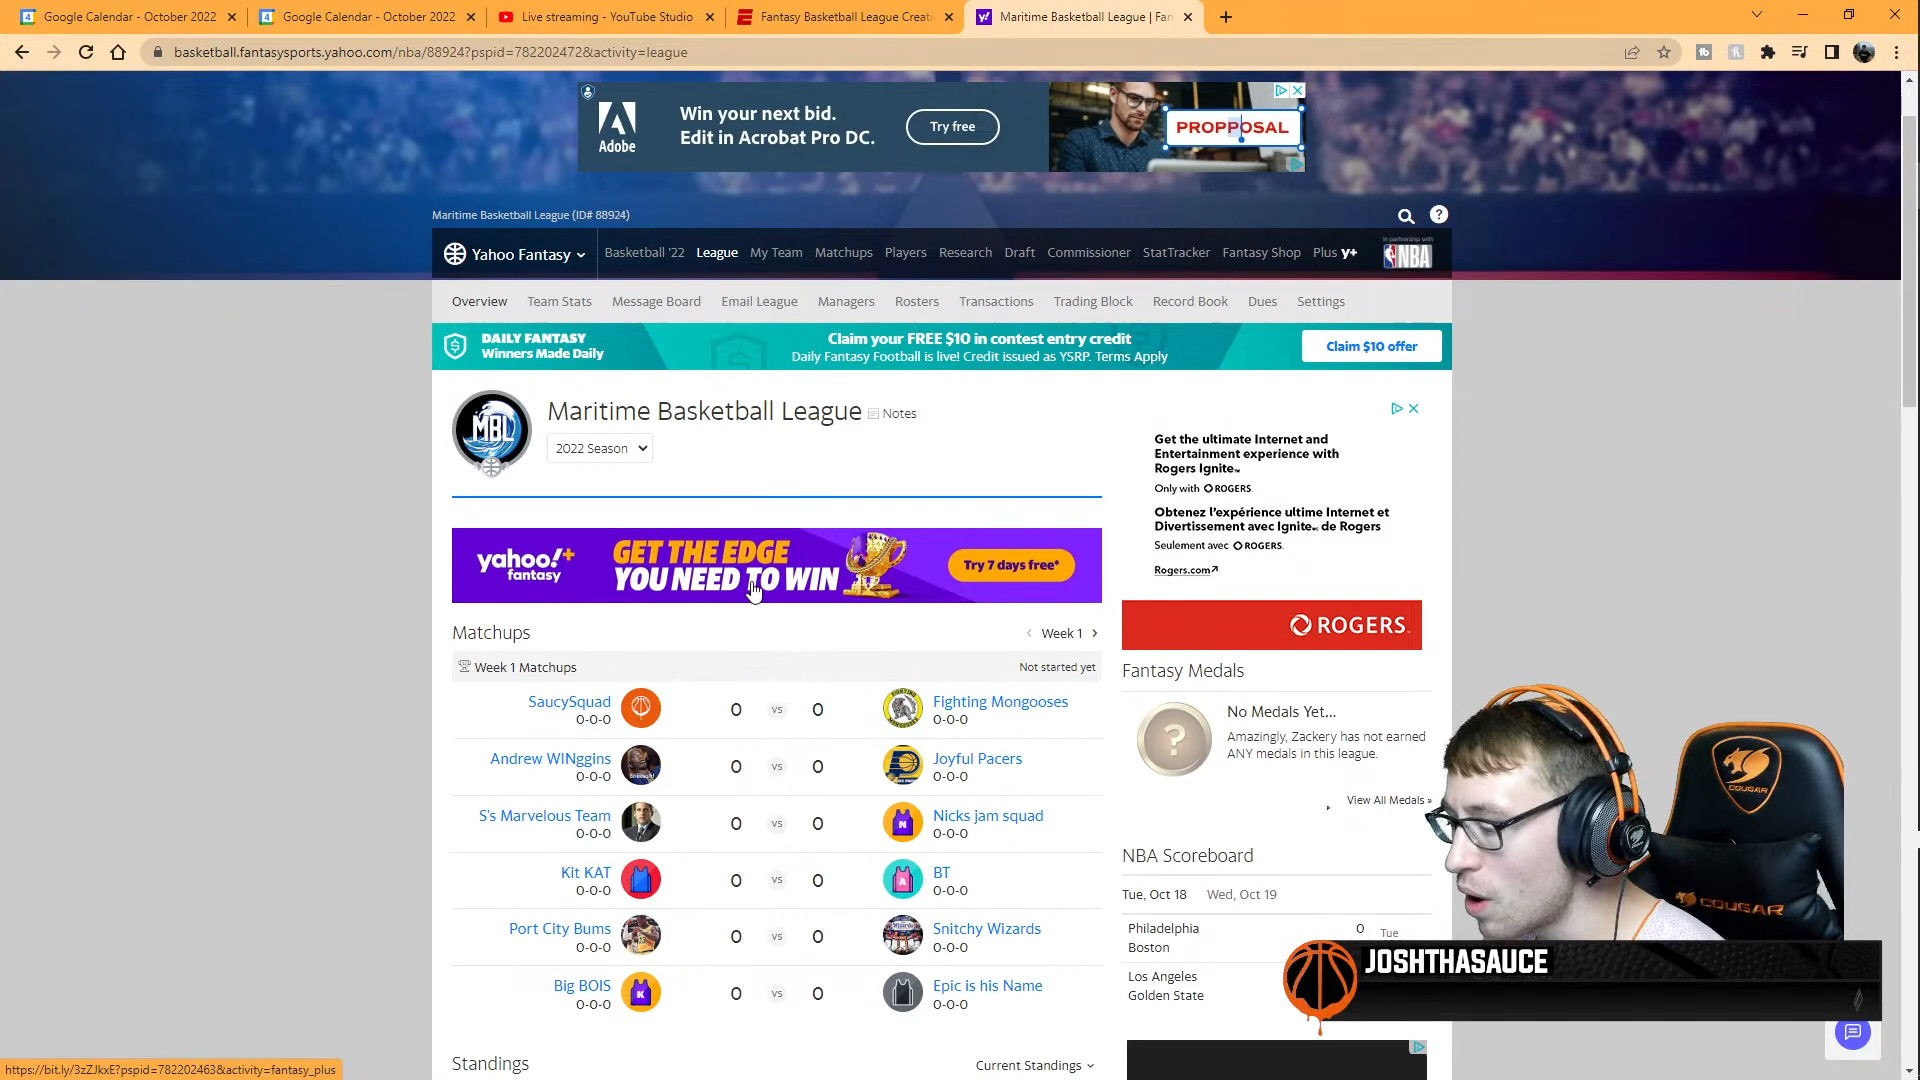 Google Calendar - October 2022
Google Calendar - October 2022
Live streaming - YouTube Studio
Fantasy Basketball League Creati
Maritime Basketball League | Fan
basketball.fantasysports.yahoo.com/nba/88924?pspid=782202472&activity=league
Adobe
Win your next bid.
Edit in Acrobat Pro DC.
Try free
PROPPOSAL
Maritime Basketball League (ID# 88924)
Yahoo Fantasy
Basketball '22 League My Team Matchups Players Research Draft Commissioner StatTracker Fantasy Shop Plus y+
in partnership with
NBA
Overview Team Stats Message Board Email League Managers Rosters Transactions Trading Block Record Book Dues Settings
DAILY FANTASY
Winners Made Daily
Claim your FREE $10 in contest entry credit
Daily Fantasy Football is live! Credit issued as YSRP. Terms Apply
Claim $10 offer
MBL
Maritime Basketball League Notes
2022 Season
Get the ultimate Internet and
Entertainment experience with
Rogers Ignite™
Only with ROGERS.
Obtenez l'expérience ultime Internet et
Divertissement avec Ignite™ de Rogers
Seulement avec ROGERS.
Rogers.com
ROGERS™
yahoo!+
fantasy
GET THE EDGE
YOU NEED TO WIN
Try 7 days free*
Matchups
Week 1
Week 1 Matchups
Not started yet
SaucySquad 0 vs 0 Fighting Mongooses
0-0-0 0-0-0
Andrew WINggins 0 vs 0 Joyful Pacers
0-0-0 0-0-0
S's Marvelous Team 0 vs 0 Nicks jam squad
0-0-0 0-0-0
Kit KAT 0 vs 0 BT
0-0-0 0-0-0
Port City Bums 0 vs 0 Snitchy Wizards
0-0-0 0-0-0
Big BOIS 0 vs 0 Epic is his Name
0-0-0 0-0-0
Standings
Current Standings
Fantasy Medals
?
No Medals Yet...
Amazingly, Zackery has not earned
ANY medals in this league.
View All Medals »
NBA Scoreboard
Tue, Oct 18 Wed, Oct 19
Philadelphia 0 Tue
Boston
Los Angeles
Golden State
COUGAR
COUGAR
JOSHTHASAUCE
https://bit.ly/3zZJkxE?pspid=782202463&activity=fantasy_plus